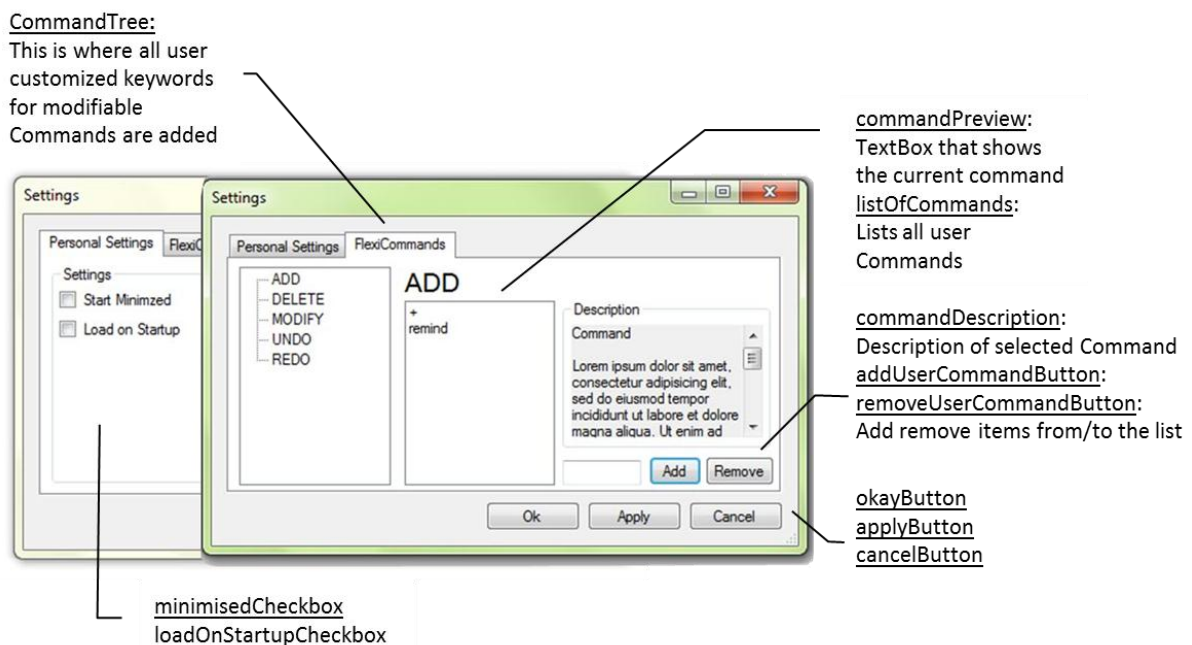 CommandTree:
This is where all user
customized keywords
for modifiable
Commands are added
commandPreview:
TextBox that shows
the current command
listOfCommands:
Lists all user
Commands
commandDescription:
Description of selected Command
addUserCommandButton:
removeUserCommandButton:
Add remove items from/to the list
okayButton
applyButton
cancelButton
Settings
Personal Settings
Settings
Start Minimzed
Load on Startup
Settings
Personal Settings FlexiCommands
ADD
DELETE
MODIFY
UNDO
REDO
ADD
+
remind
Description
Command
Lorem ipsum dolor sit amet,
consectetur adipisicing elit,
sed do eiusmod tempor
incididunt ut labore et dolore
magna aliqua. Ut enim ad
Add Remove
Ok Apply Cancel
minimisedCheckbox
loadOnStartupCheckbox